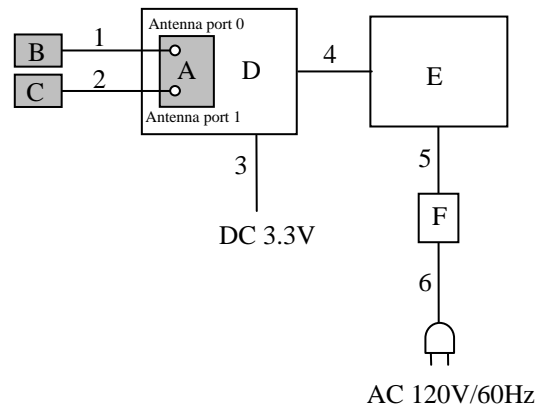 Antenna port 0
B
1
A
D
4
E
C
2
Antenna port 1
3
5
DC 3.3V
F
6
AC 120V/60Hz